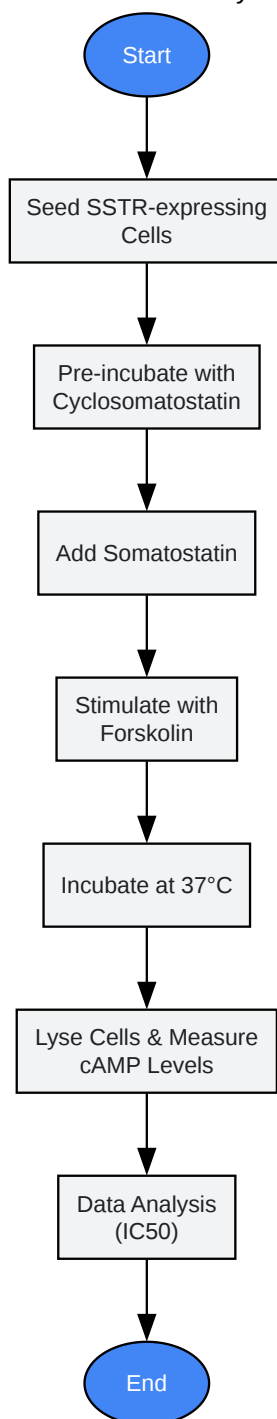 Start
Seed SSTR-expressing
Cells
Pre-incubate with
Cyclosomatostatin
Add Somatostatin
Stimulate with
Forskolin
Incubate at 37°C
Lyse Cells & Measure
cAMP Levels
Data Analysis
(IC50)
End